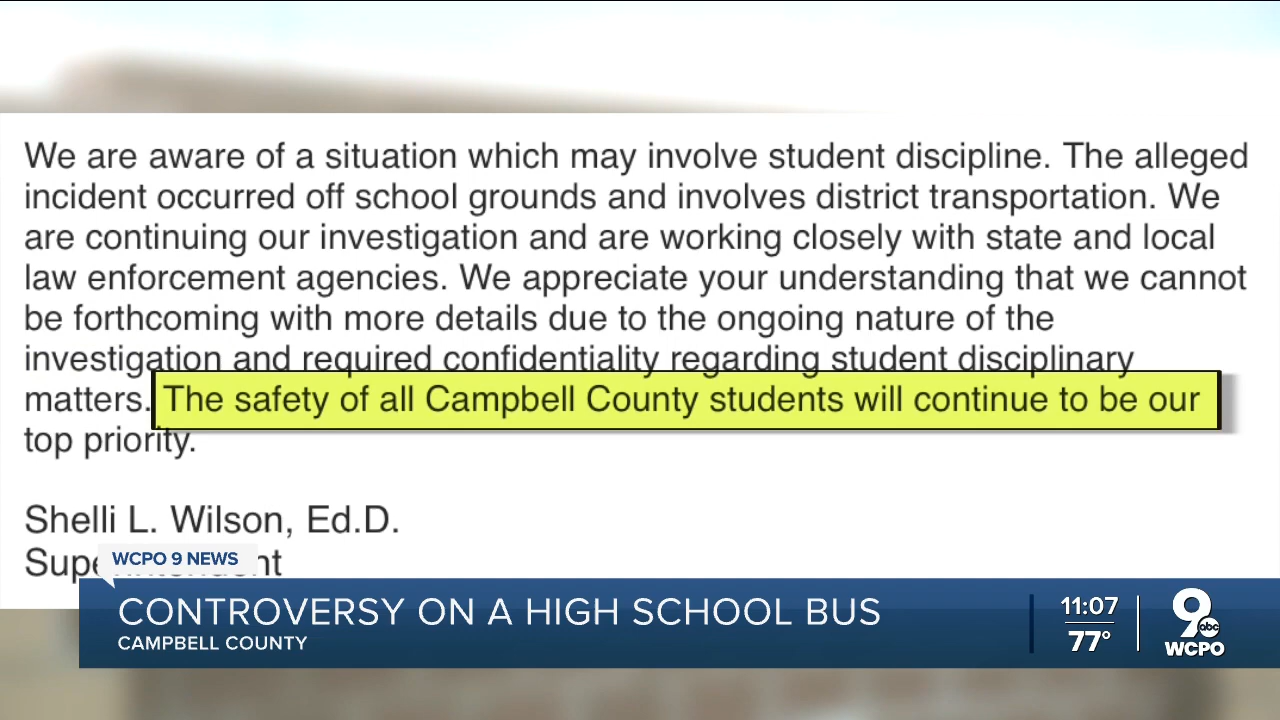 We are aware of a situation which may involve student discipline. The alleged
incident occurred off school grounds and involves district transportation. We
are continuing our investigation and are working closely with state and local
law enforcement agencies. We appreciate your understanding that we cannot
be forthcoming with more details due to the ongoing nature of the
investigation and required confidentiality regarding student disciplinary
matters. The safety of all Campbell County students will continue to be our
top priority.
Shelli L. Wilson, Ed.D.
Superintendent
WCPO 9 NEWS
CONTROVERSY ON A HIGH SCHOOL BUS
CAMPBELL COUNTY
11:07
77°
9
abc
WCPO